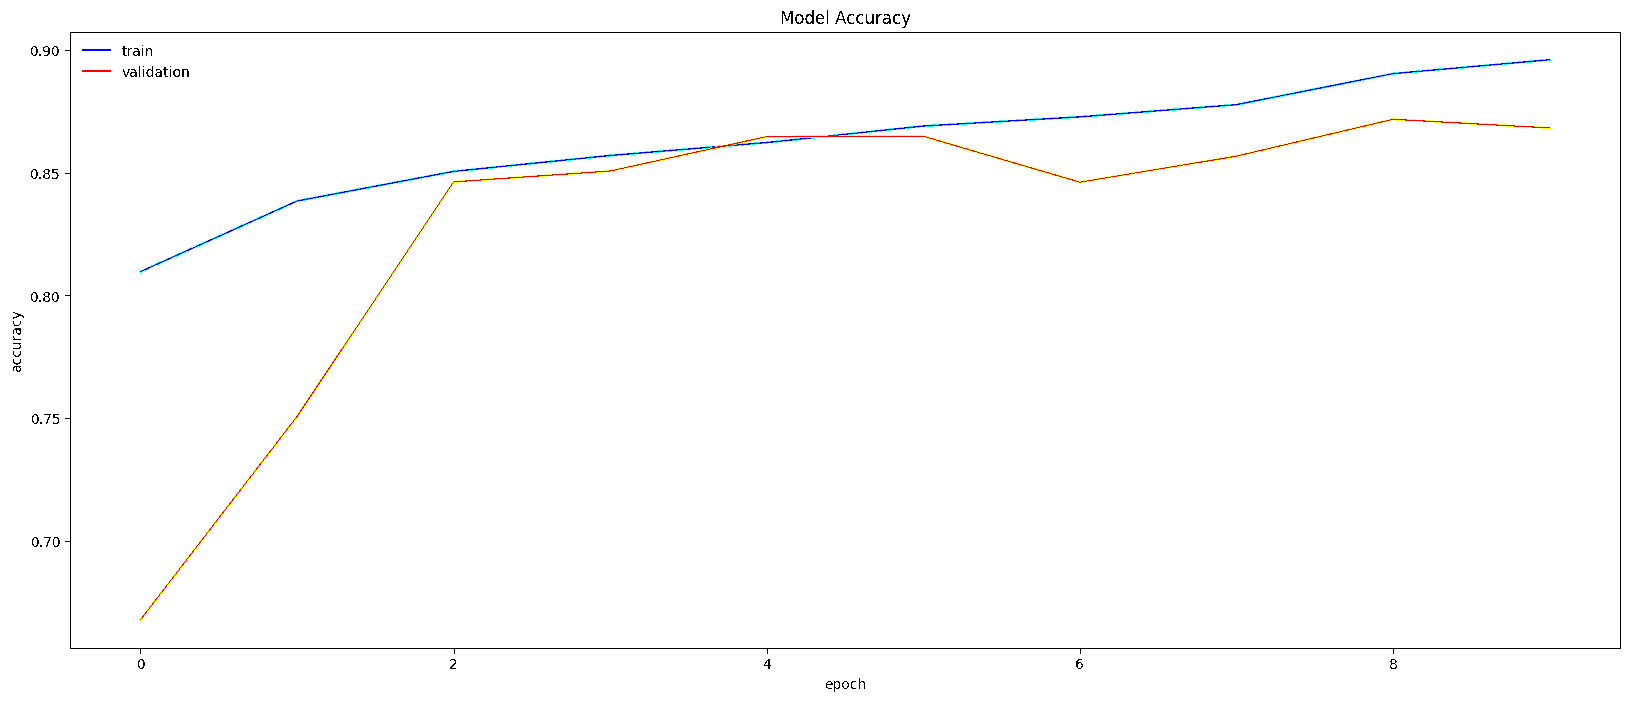 Model Accuracy
train
validation
0.90
0.85
0.80
0.75
0.70
accuracy
0 2 4 6 8
epoch